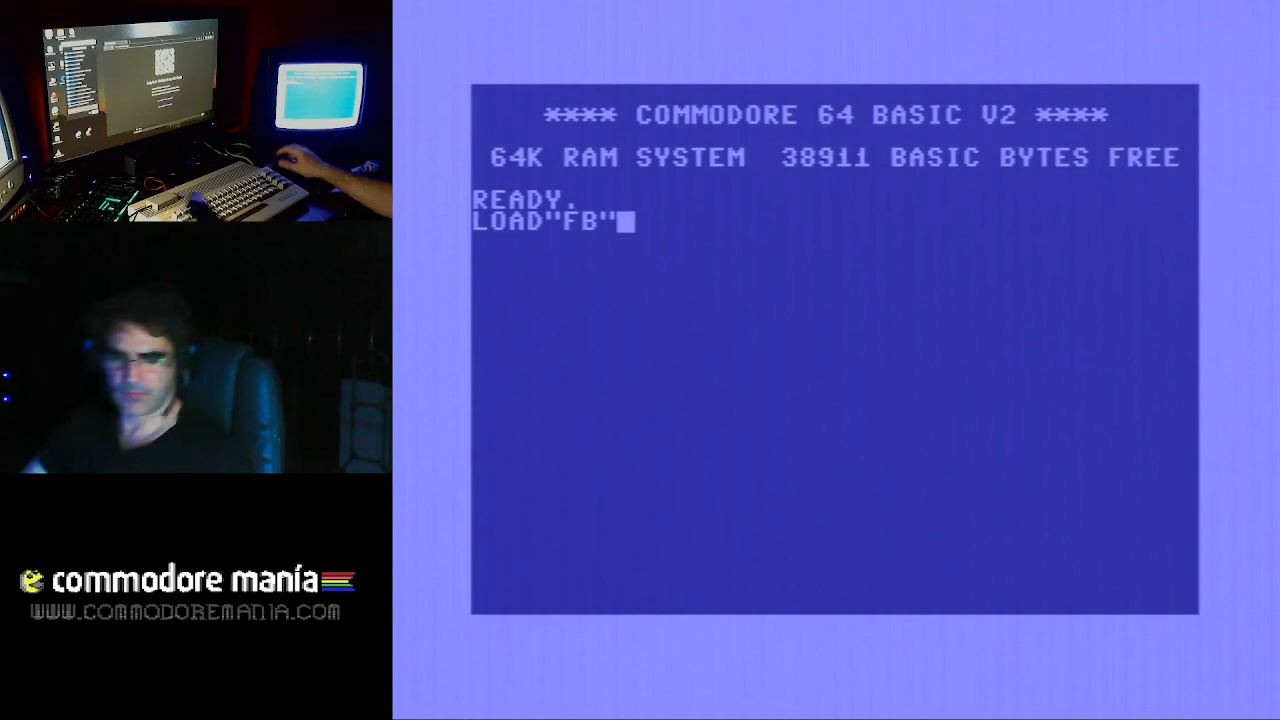 **** COMMODORE 64 BASIC V2 ****
64K RAM SYSTEM  38911 BASIC BYTES FREE
READY.
LOAD"FB"
commodore manía
WWW.COMMODOREMANIA.COM